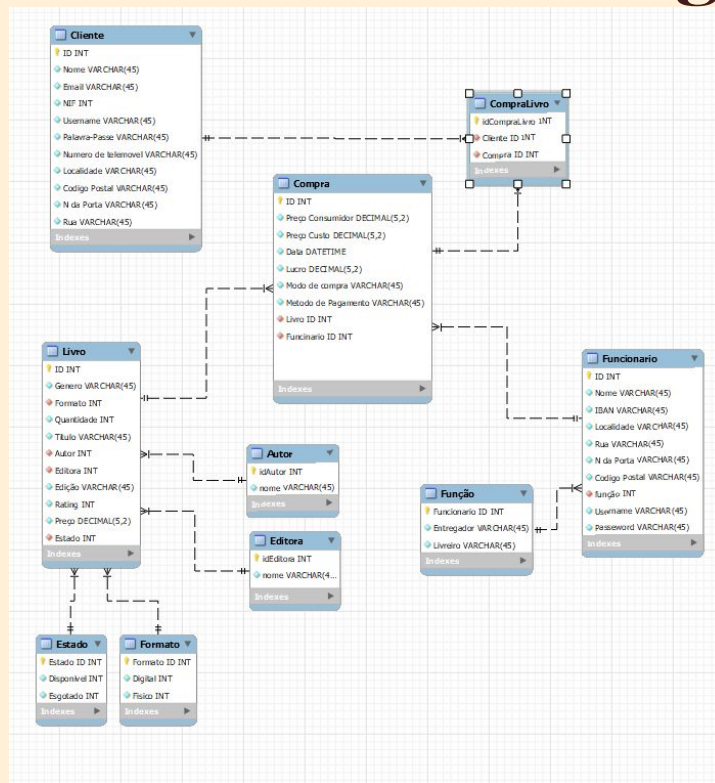 Cliente
ID INT
Nome VARCHAR(45)
Email VARCHAR(45)
NIF INT
Username VARCHAR(45)
Palavra-Passe VARCHAR(45)
Numero de telemovel VARCHAR(45)
Localidade VARCHAR(45)
Codigo Postal VARCHAR(45)
N da Porta VARCHAR(45)
Rua VARCHAR(45)
Indexes
CompraLivro
idCompraLivro INT
Cliente ID INT
Compra ID INT
Indexes
Compra
ID INT
Preço Consumidor DECIMAL(5,2)
Preço Custo DECIMAL(5,2)
Data DATETIME
Lucro DECIMAL(5,2)
Modo de compra VARCHAR(45)
Metodo de Pagamento VARCHAR(45)
Livro ID INT
Funcinario ID INT
Indexes
Livro
ID INT
Genero VARCHAR(45)
Formato INT
Quantidade INT
Titulo VARCHAR(45)
Autor INT
Editora INT
Edição VARCHAR(45)
Rating INT
Preço DECIMAL(5,2)
Estado INT
Indexes
Autor
idAutor INT
nome VARCHAR(45)
Indexes
Editora
idEditora INT
nome VARCHAR(4...
Indexes
Função
Funcionario ID INT
Entregador VARCHAR(45)
Livreiro VARCHAR(45)
Indexes
Funcionario
ID INT
Nome VARCHAR(45)
IBAN VARCHAR(45)
Localidade VARCHAR(45)
Rua VARCHAR(45)
N da Porta VARCHAR(45)
Codigo Postal VARCHAR(45)
função INT
Username VARCHAR(45)
Passeword VARCHAR(45)
Indexes
Estado
Estado ID INT
Disponivel INT
Esgotado INT
Indexes
Formato
Formato ID INT
Digital INT
Fisico INT
Indexes